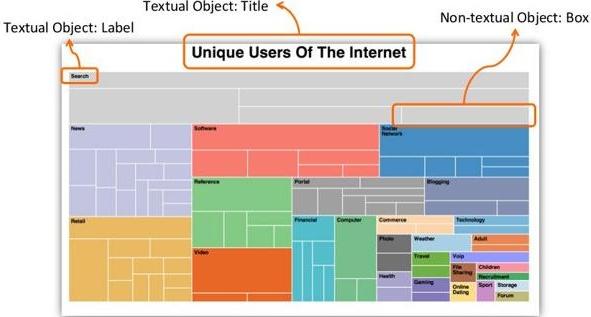 Textual Object: Title
Textual Object: Label
Non-textual Object: Box
Unique Users Of The Internet
Search
News
Software
Social
Network
Reference
Portal
Blogging
Retail
Financial
Computer
Commerce
Technology
Photo
Weather
Adult
Video
Travel
Voip
File
Sharing
Children
Recruitment
Health
Gaming
Online
Dating
Sport
Storage
Forum